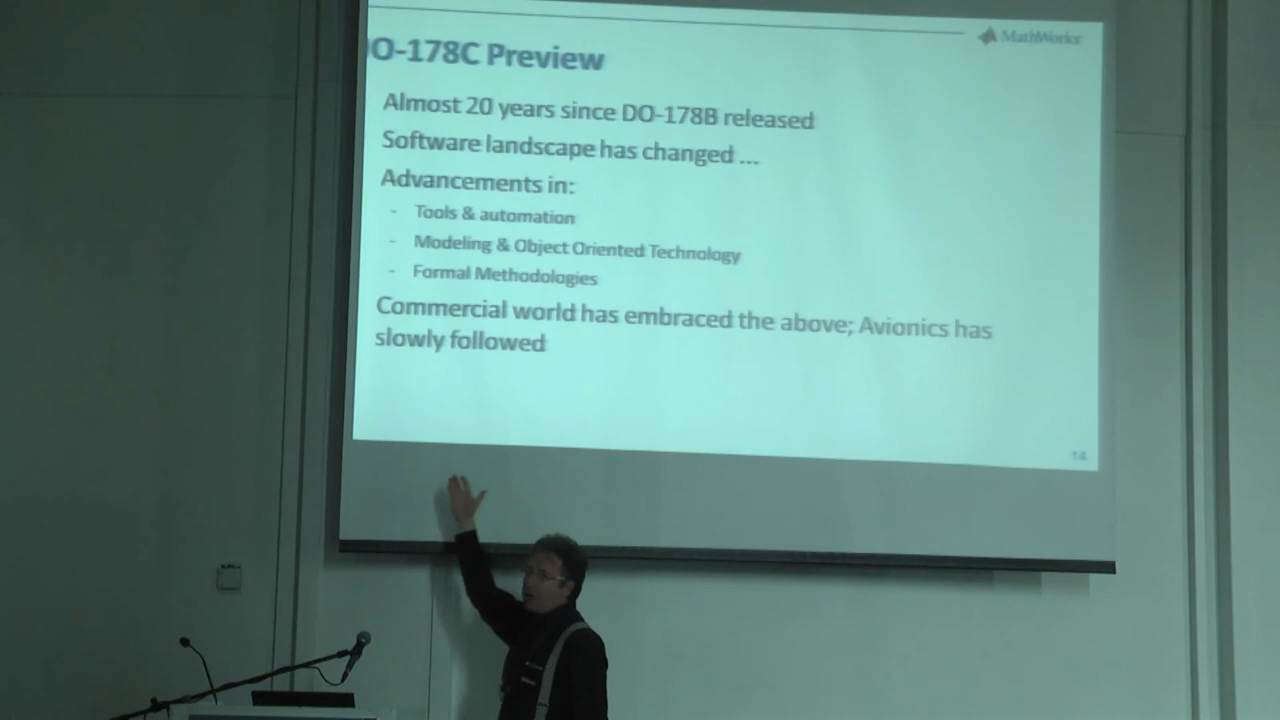 MathWorks
O-178C Preview
Almost 20 years since DO-178B released
Software landscape has changed ...
Advancements in:
- Tools & automation
- Modeling & Object Oriented Technology
- Formal Methodologies
Commercial world has embraced the above; Avionics has
slowly followed
14